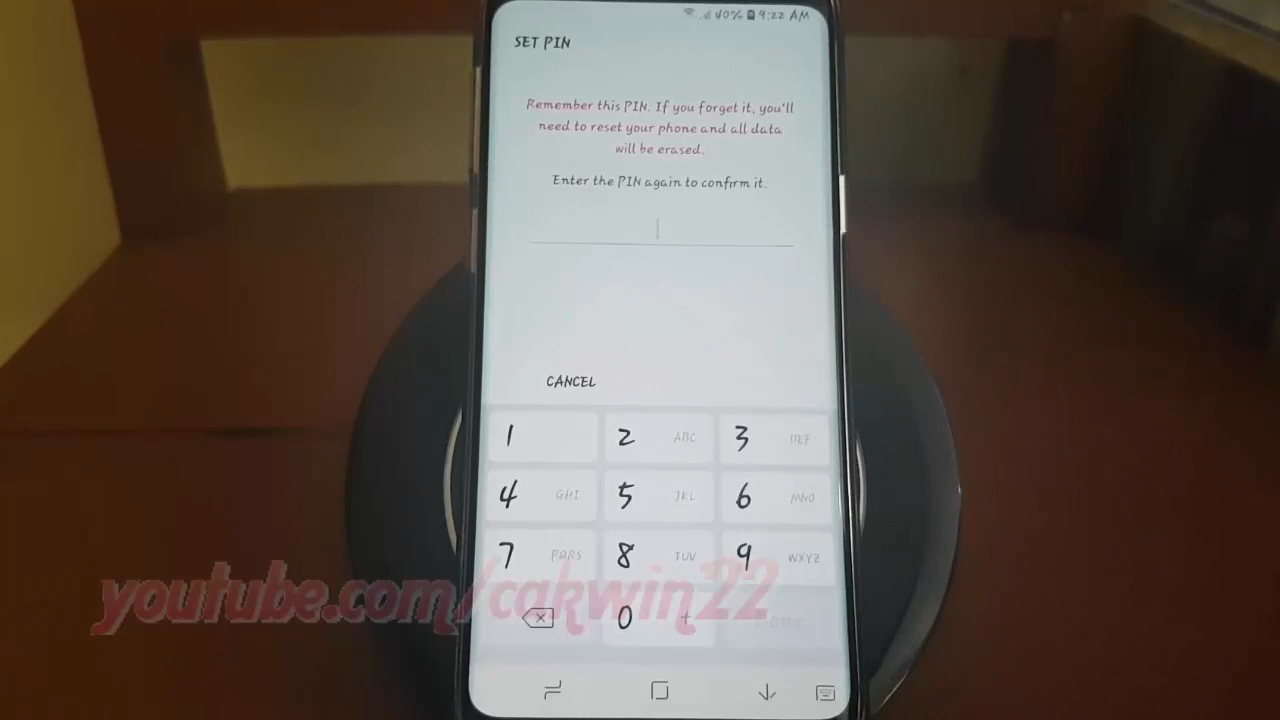 40% 9:22 AM
SET PIN
Remember this PIN. If you forget it, you'll
need to reset your phone and all data
will be erased.
Enter the PIN again to confirm it.
CANCEL
1 2 ABC 3 DEF
4 GHI 5 JKL 6 MNO
7 PQRS 8 TUV 9 WXYZ
0 +
youtube.com/cakwin22